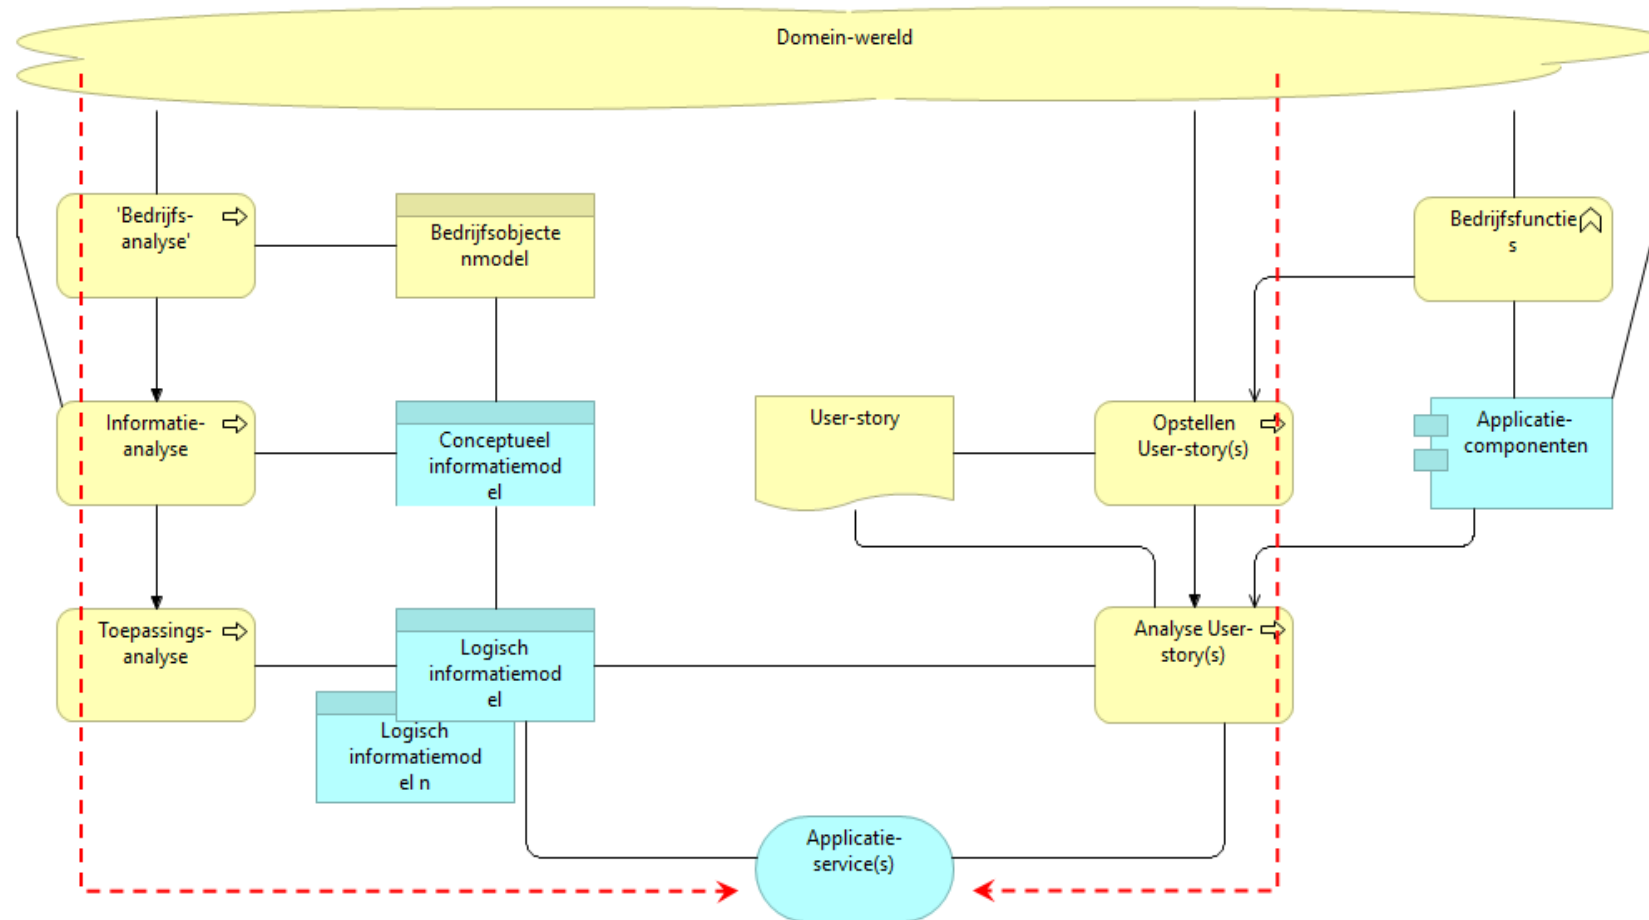 Domein-wereld
'Bedrijfs-
analyse'
Bedrijfsobjecte
nmodel
Bedrijfsfunctie
s
Informatie-
analyse
Conceptueel
informatiemod
el
User-story
Opstellen
User-story(s)
Applicatie-
componenten
Toepassings-
analyse
Logisch
informatiemod
el
Analyse User-
story(s)
Logisch
informatiemod
el n
Applicatie-
service(s)